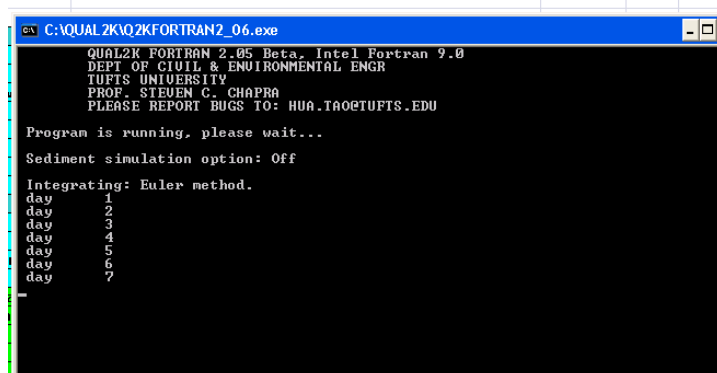 C:\QUAL2K\Q2KFORTRAN2_06.exe
QUAL2K FORTRAN 2.05 Beta, Intel Fortran 9.0
DEPT OF CIVIL & ENVIRONMENTAL ENGR
TUFTS UNIVERSITY
PROF. STEVEN C. CHAPRA
PLEASE REPORT BUGS TO: HUA.TAO@TUFTS.EDU
Program is running, please wait...
Sediment simulation option: Off
Integrating: Euler method.
day 1
day 2
day 3
day 4
day 5
day 6
day 7